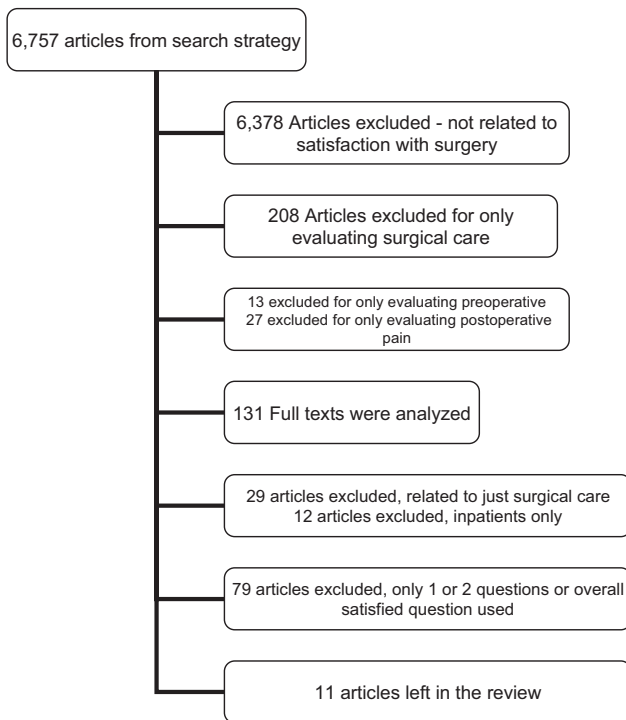 6,757 articles from search strategy
6,378 Articles excluded - not related to
satisfaction with surgery
208 Articles excluded for only
evaluating surgical care
13 excluded for only evaluating preoperative
27 excluded for only evaluating postoperative
pain
131 Full texts were analyzed
29 articles excluded, related to just surgical care
12 articles excluded, inpatients only
79 articles excluded, only 1 or 2 questions or overall
satisfied question used
11 articles left in the review